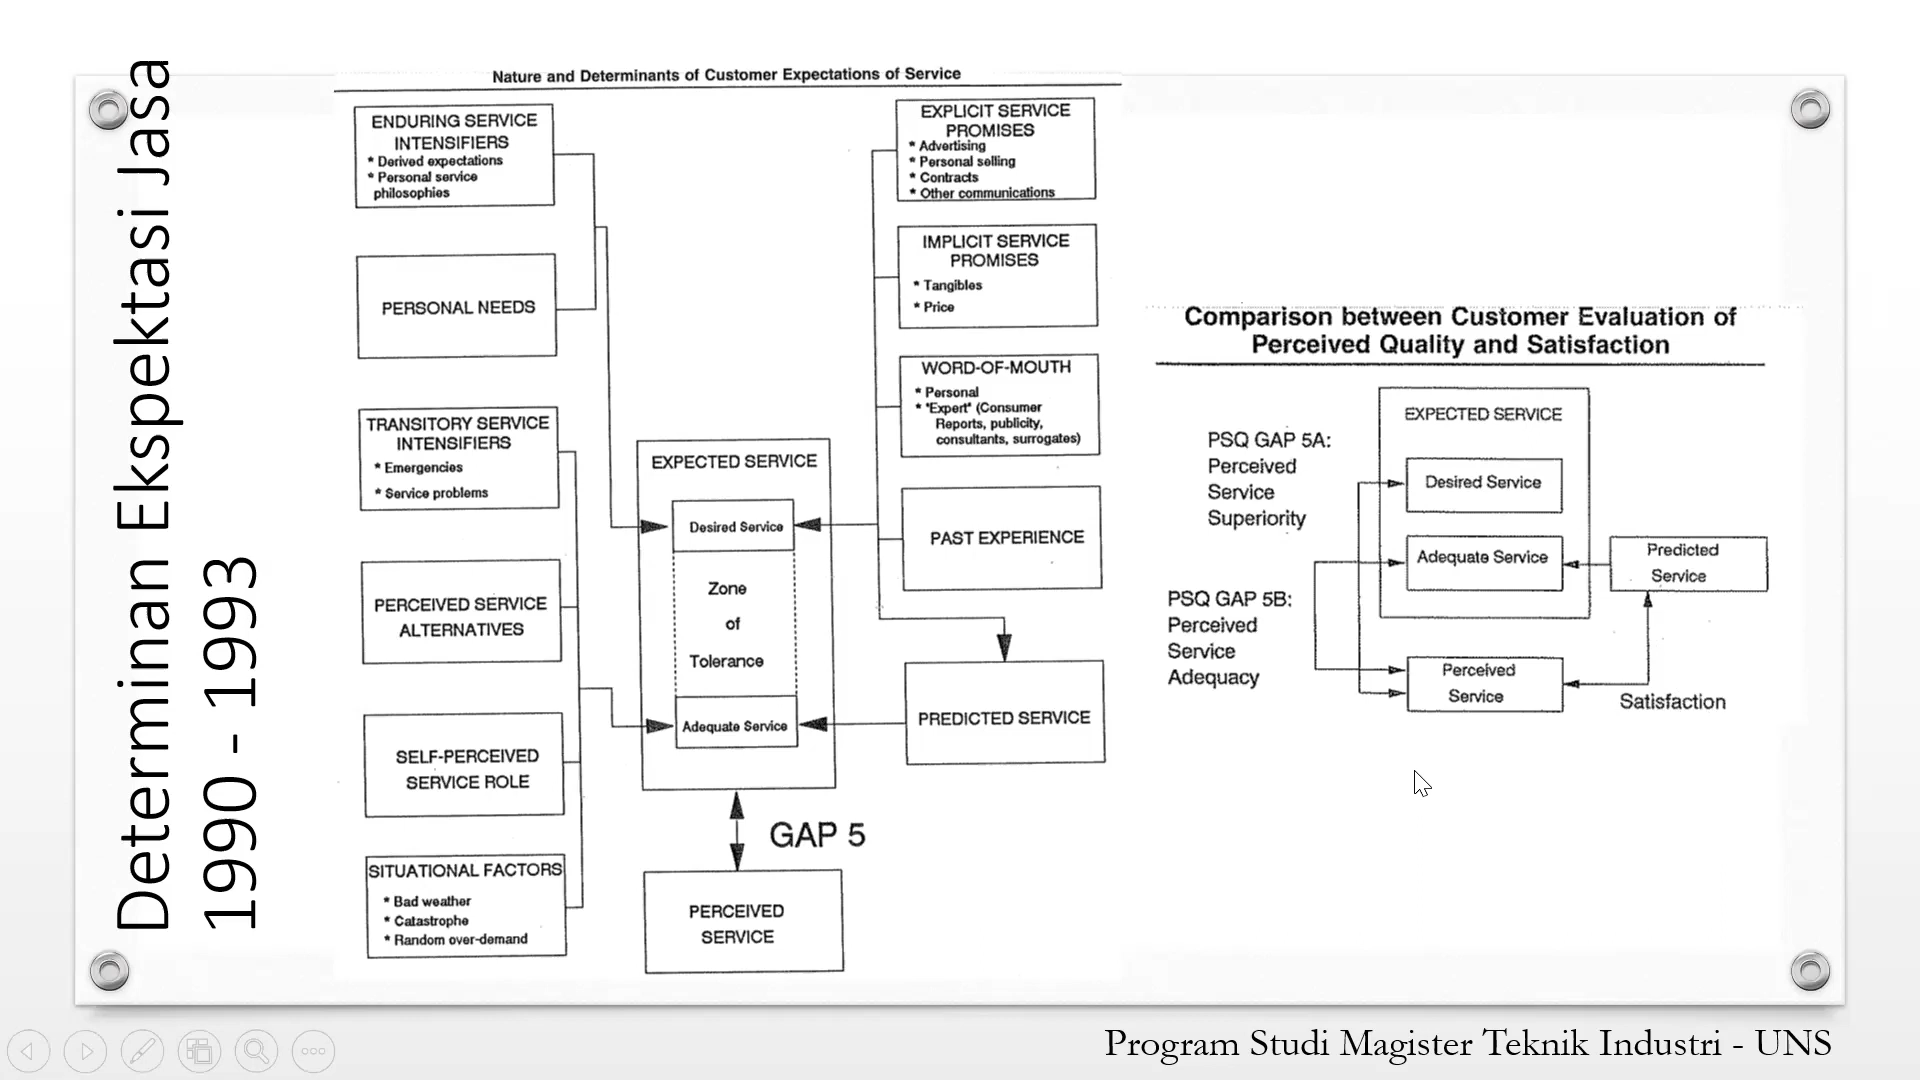 Determinan Ekspektasi Jasa
1990 - 1993
Nature and Determinants of Customer Expectations of Service
ENDURING SERVICE
INTENSIFIERS
* Derived expectations
* Personal service
philosophies
PERSONAL NEEDS
TRANSITORY SERVICE
INTENSIFIERS
* Emergencies
* Service problems
PERCEIVED SERVICE
ALTERNATIVES
SELF-PERCEIVED
SERVICE ROLE
SITUATIONAL FACTORS
* Bad weather
* Catastrophe
* Random over-demand
EXPECTED SERVICE
Desired Service
Zone
of
Tolerance
Adequate Service
GAP 5
PERCEIVED
SERVICE
EXPLICIT SERVICE
PROMISES
* Advertising
* Personal selling
* Contracts
* Other communications
IMPLICIT SERVICE
PROMISES
* Tangibles
* Price
WORD-OF-MOUTH
* Personal
* "Expert" (Consumer
Reports, publicity,
consultants, surrogates)
PAST EXPERIENCE
PREDICTED SERVICE
Comparison between Customer Evaluation of
Perceived Quality and Satisfaction
EXPECTED SERVICE
PSQ GAP 5A:
Perceived
Service
Superiority
Desired Service
Adequate Service
Predicted
Service
PSQ GAP 5B:
Perceived
Service
Adequacy
Perceived
Service
Satisfaction
Program Studi Magister Teknik Industri - UNS